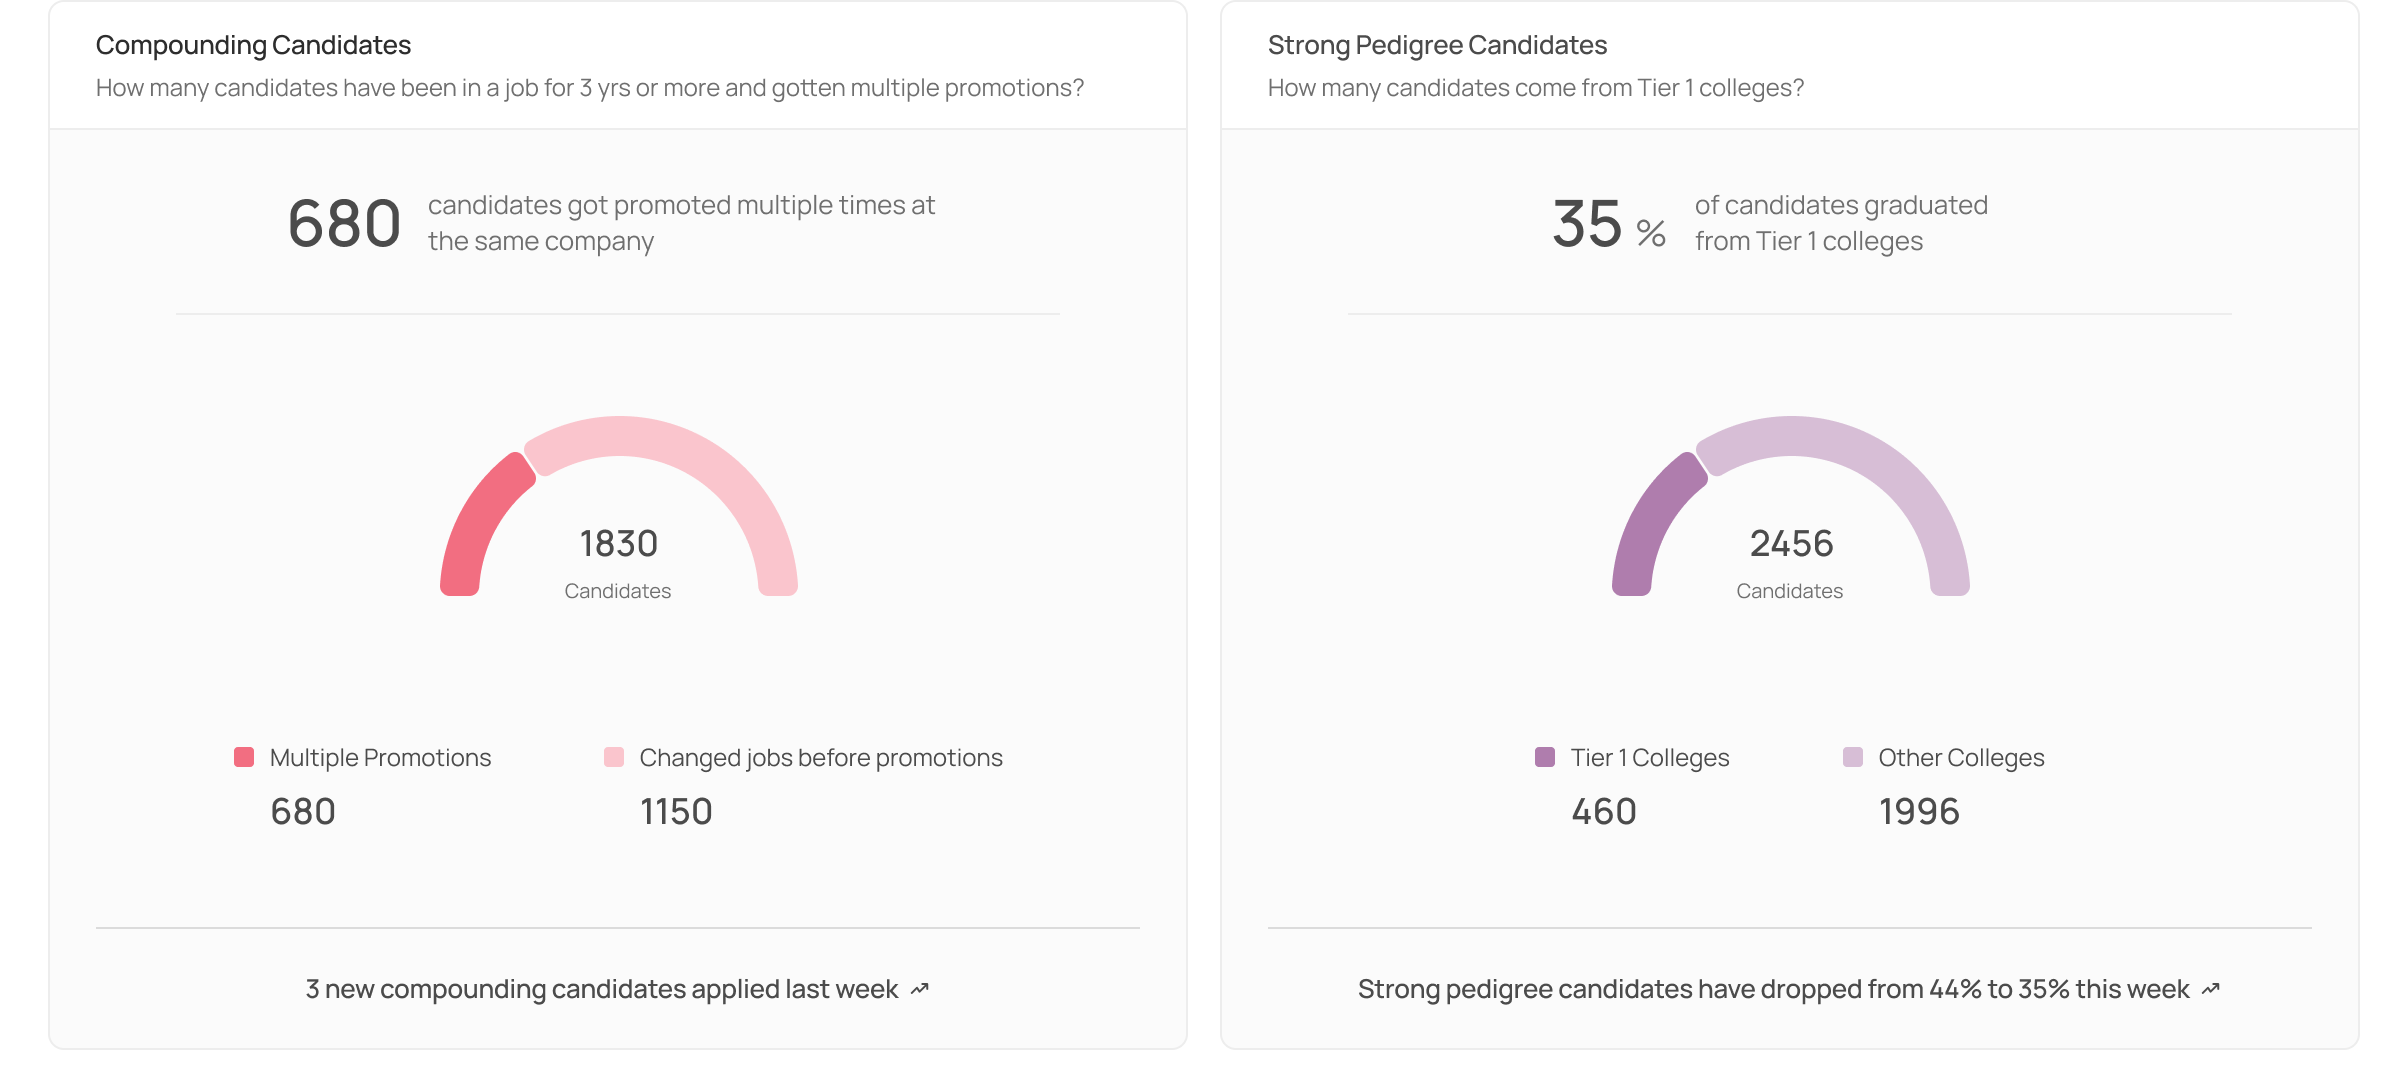 Compounding Candidates
How many candidates have been in a job for 3 yrs or more and gotten multiple promotions?
680
candidates got promoted multiple times at
the same company
1830
Candidates
Multiple Promotions
680
Changed jobs before promotions
1150
3 new compounding candidates applied last week
Strong Pedigree Candidates
How many candidates come from Tier 1 colleges?
35 %
of candidates graduated
from Tier 1 colleges
2456
Candidates
Tier 1 Colleges
460
Other Colleges
1996
Strong pedigree candidates have dropped from 44% to 35% this week